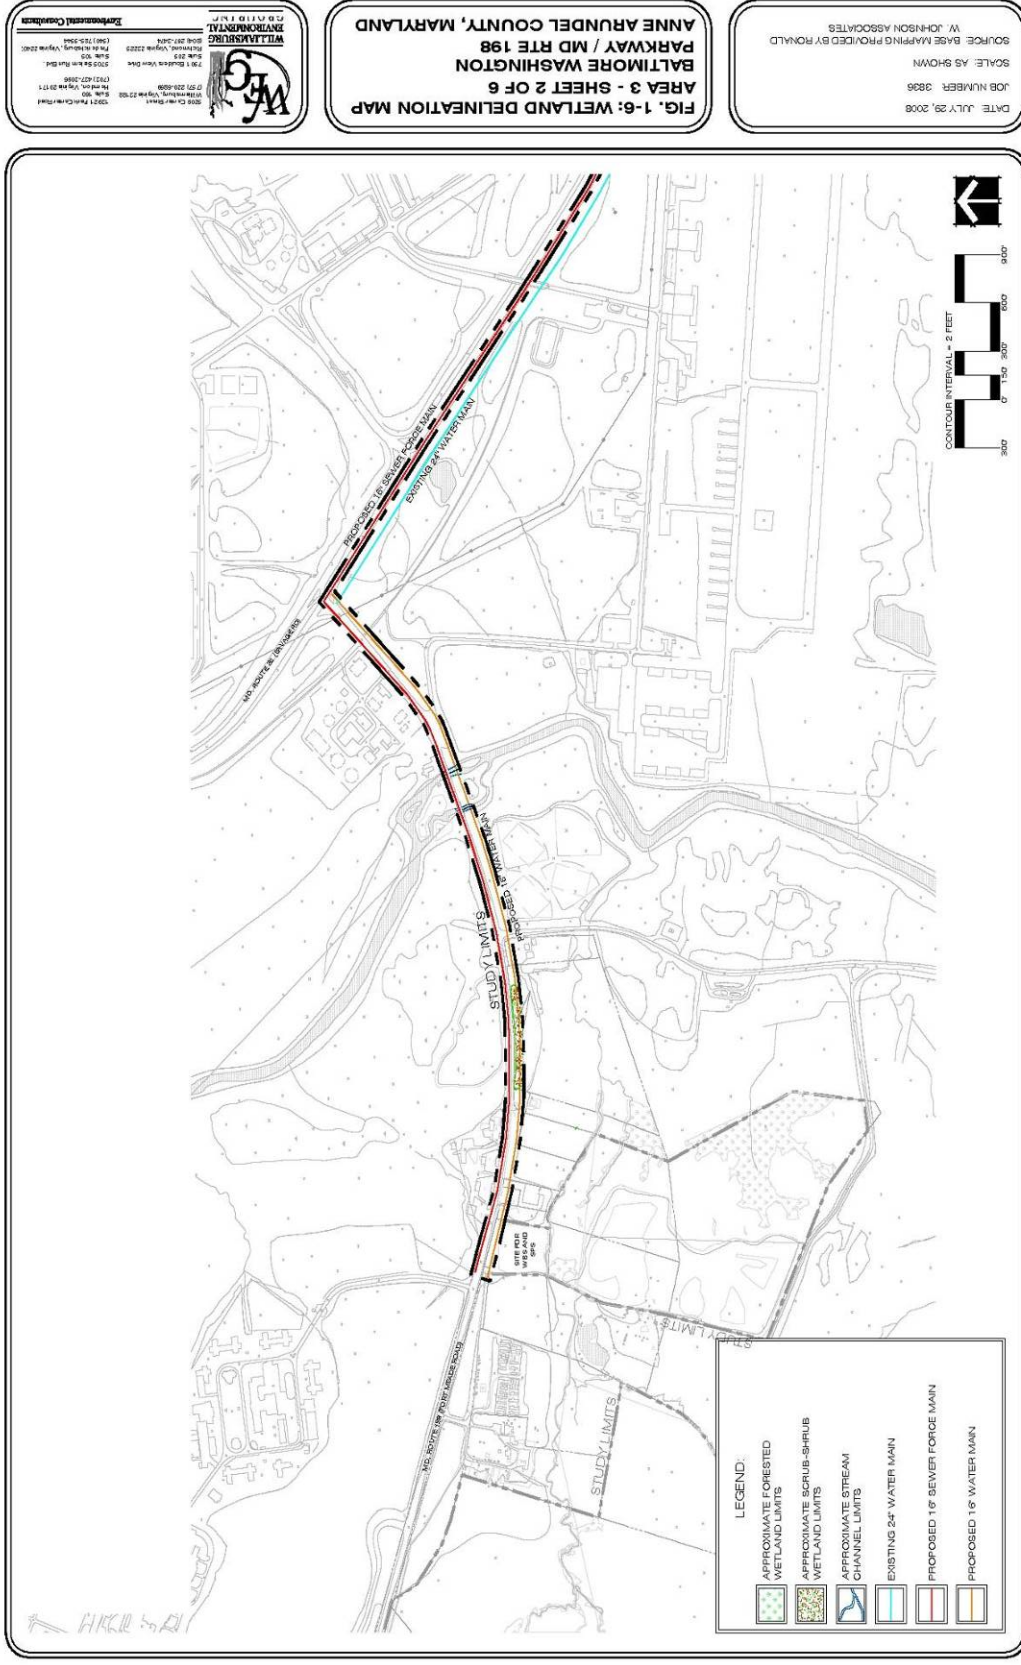 FIG. 1-6: WETLAND DELINEATION MAP
AREA 3 - SHEET 2 OF 6
BALTIMORE WASHINGTON
PARKWAY / MD RTE 198
ANNE ARUNDEL COUNTY, MARYLAND
DATE: JULY 29, 2008
JOB NUMBER: 3836
SCALE: AS SHOWN
SOURCE: BASE MAPPING PROVIDED BY RONALD
W. JOHNSON ASSOCIATES
WILLIAMSBURG
ENVIRONMENTAL
GROUP, INC.
Environmental Consultants
CONTOUR INTERVAL = 2 FEET
300' 0' 150' 300' 600' 900'
PROPOSED 16" SEWER FORCE MAIN
EXISTING 24" WATER MAIN
STUDY LIMITS
PROPOSED 16" WATER MAIN
SITE FOR
WBS AND
SPS
MD. ROUTE 198 (FORT MEADE ROAD)
STUDY LIMITS
STUDY LIMITS
LEGEND:
APPROXIMATE FORESTED
WETLAND LIMITS
APPROXIMATE SCRUB-SHRUB
WETLAND LIMITS
APPROXIMATE STREAM
CHANNEL LIMITS
EXISTING 24" WATER MAIN
PROPOSED 16" SEWER FORCE MAIN
PROPOSED 16" WATER MAIN